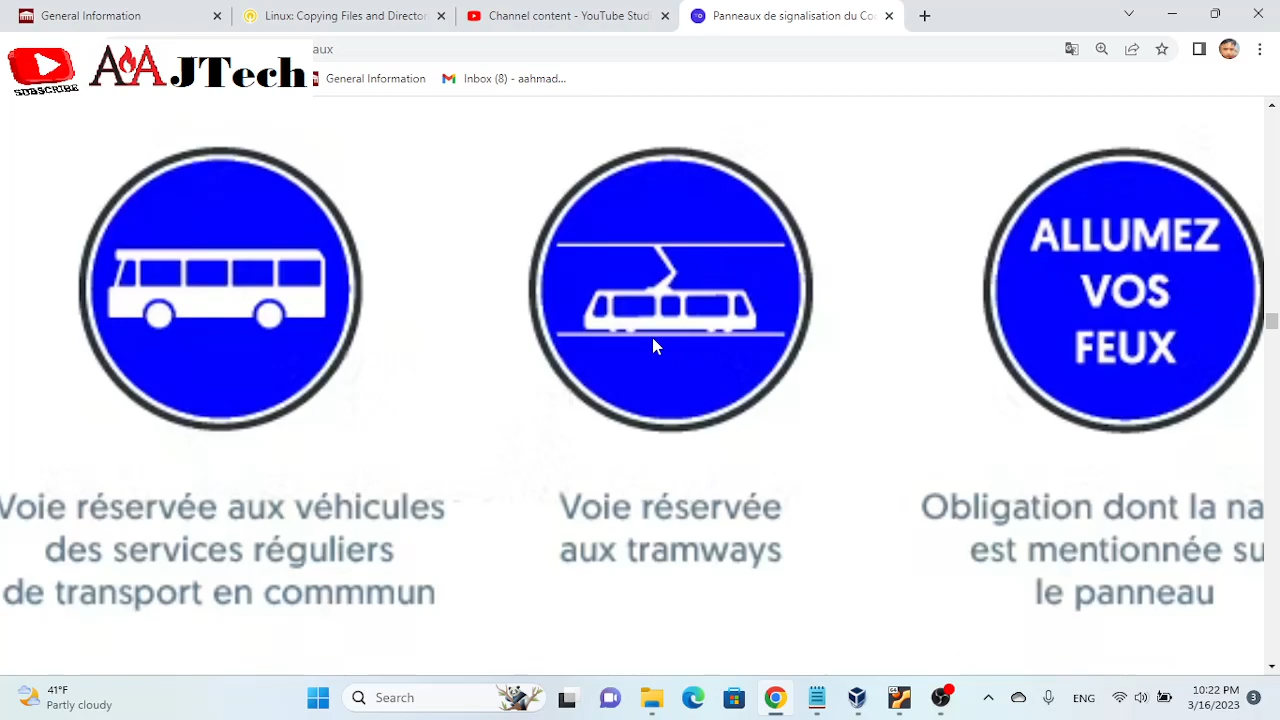 General Information
Linux: Copying Files and Directo
Channel content - YouTube Studi
Panneaux de signalisation du Co
SUBSCRIBE
AAAJTech
aux
General Information
Inbox (8) - aahmad...
ALLUMEZ
VOS
FEUX
Voie réservée aux véhicules
des services réguliers
de transport en commmun
Voie réservée
aux tramways
Obligation dont la na
est mentionnée su
le panneau
41°F
Partly cloudy
Search
ENG
10:22 PM
3/16/2023
3